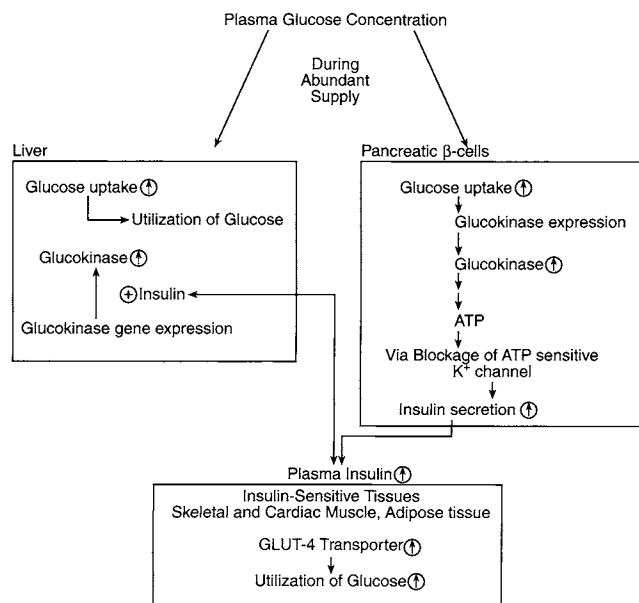 Plasma Glucose Concentration
During
Abundant
Supply
Liver
Glucose uptake
Utilization of Glucose
Glucokinase
+ Insulin
Glucokinase gene expression
Pancreatic β-cells
Glucose uptake
Glucokinase expression
Glucokinase
ATP
Via Blockage of ATP sensitive
K+ channel
Insulin secretion
Plasma Insulin
Insulin-Sensitive Tissues
Skeletal and Cardiac Muscle, Adipose tissue
GLUT-4 Transporter
Utilization of Glucose